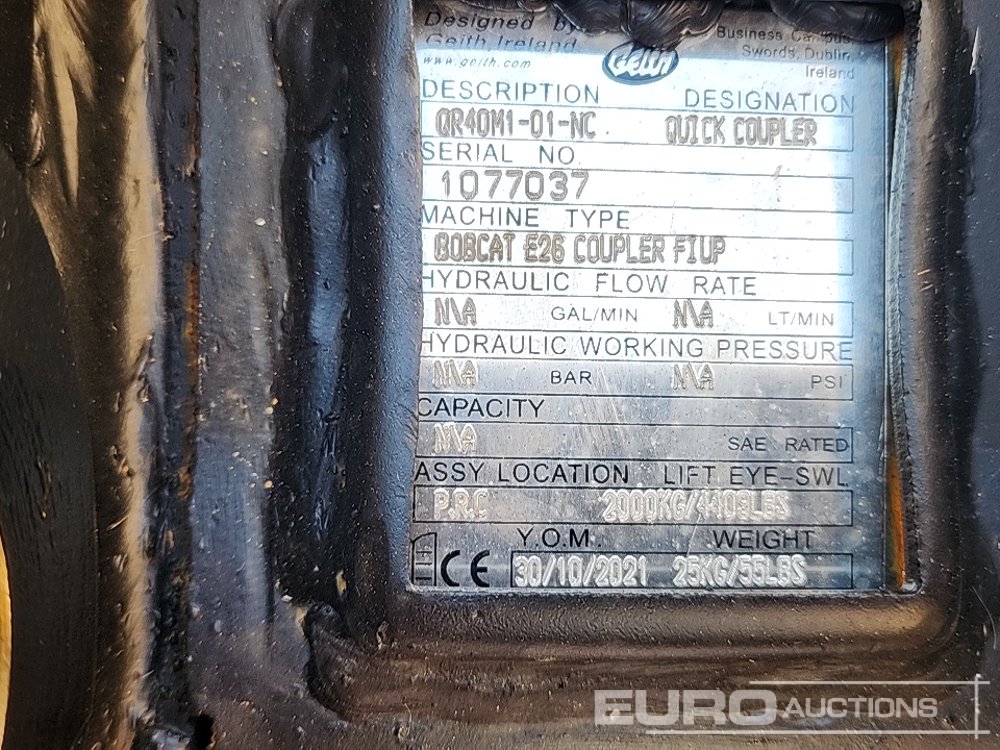 Designed by
Geith Ireland
www.geith.com
Geith
Business Campus,
Swords, Dublin,
Ireland
DESCRIPTION DESIGNATION
QR40M1-01-NC QUICK COUPLER
SERIAL NO.
1077037
MACHINE TYPE
BOBCAT E26 COUPLER FIUP
HYDRAULIC FLOW RATE
N\A GAL/MIN N\A LT/MIN
HYDRAULIC WORKING PRESSURE
N\A BAR N\A PSI
CAPACITY
N\A SAE RATED
ASSY LOCATION LIFT EYE-SWL
P.R.C 2000KG/4409LBS
Y.O.M. WEIGHT
CE 30/10/2021 25KG/55LBS
EURO AUCTIONS